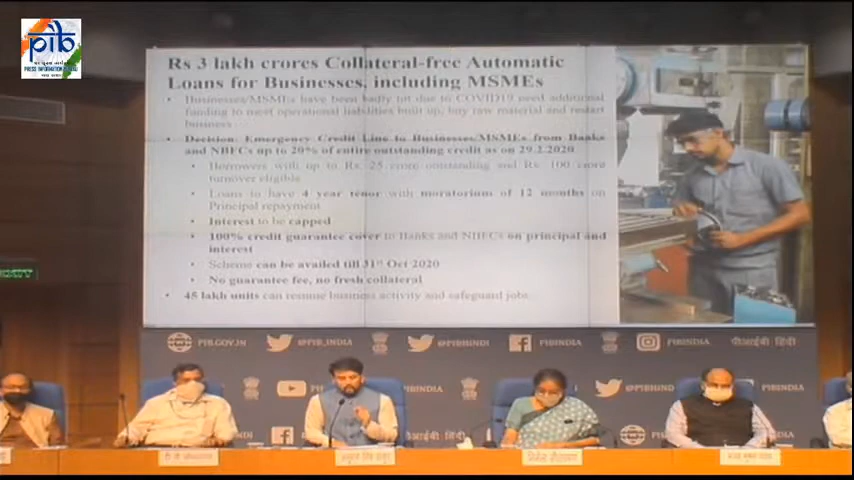 pib
PRESS INFORMATION BUREAU
Rs 3 lakh crores Collateral-free Automatic
Loans for Businesses, including MSMEs
Businesses/MSMEs have been badly hit due to COVID19 need additional
funding to meet operational liabilities built up, buy raw material and restart
business
Decision: Emergency Credit Line to Businesses/MSMEs from Banks
and NBFCs up to 20% of entire outstanding credit as on 29.2.2020
Borrowers with up to Rs. 25 crore outstanding and Rs. 100 crore
turnover eligible
Loans to have 4 year tenor with moratorium of 12 months on
Principal repayment
Interest to be capped
100% credit guarantee cover to Banks and NBFCs on principal and
interest
Scheme can be availed till 31st Oct 2020
No guarantee fee, no fresh collateral
45 lakh units can resume business activity and safeguard jobs
PIB.GOV.IN @PIB_INDIA @PIBHINDI PIBINDIA PIBHINDI पीआईबी हिंदी
PIBINDIA @PIBHINDI PIBHINDI